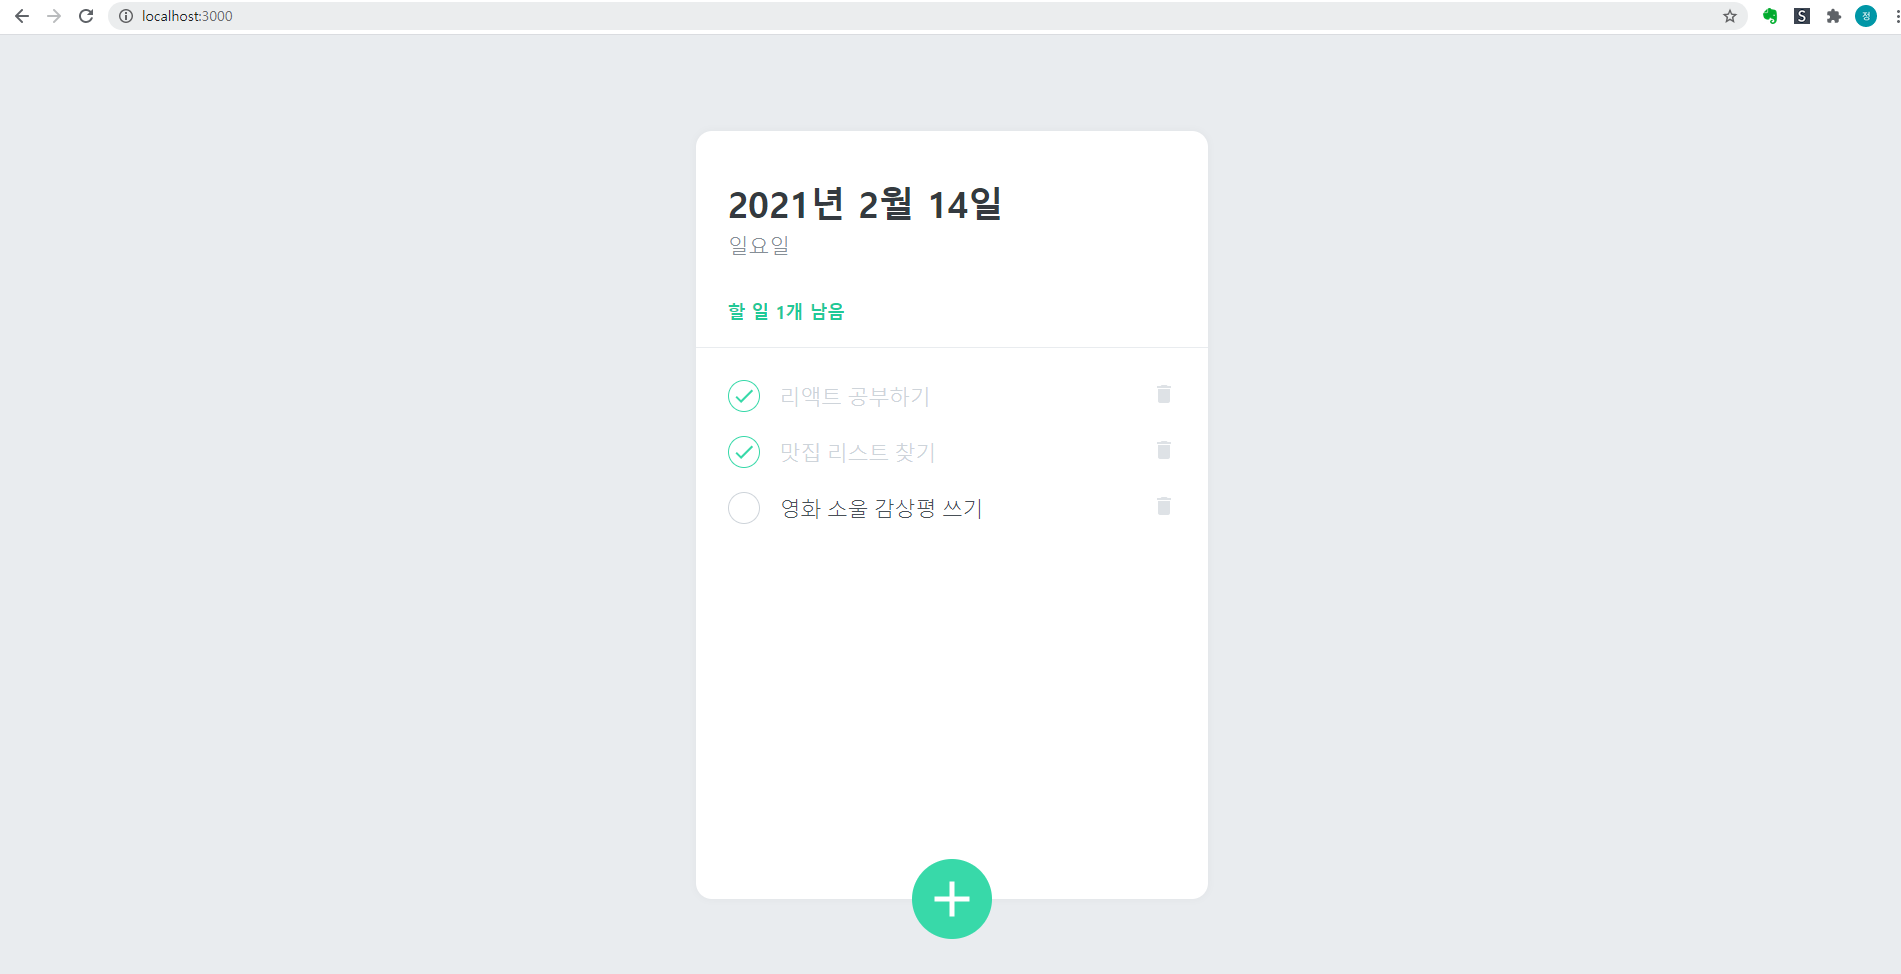 localhost:3000
S
정
2021년 2월 14일
일요일
할 일 1개 남음
리액트 공부하기
맛집 리스트 찾기
영화 소울 감상평 쓰기